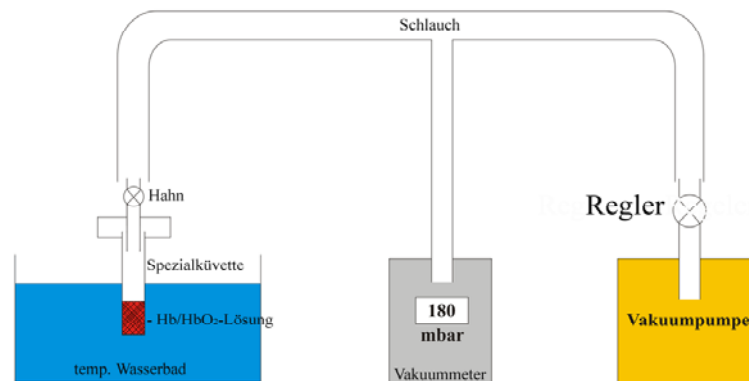 Schlauch
Hahn
Regler
Spezialküvette
- Hb/HbO₂-Lösung
180
mbar
Vakuumpumpe
temp. Wasserbad
Vakuummeter